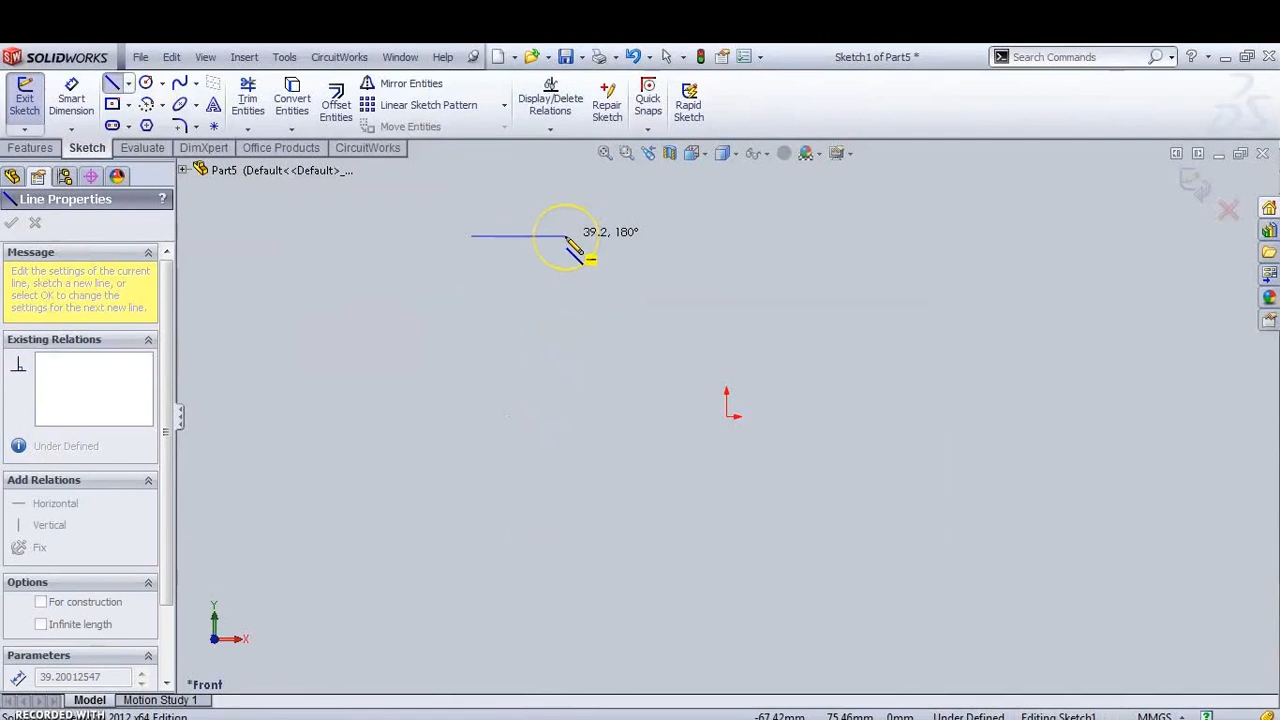 SOLIDWORKS File Edit View Insert Tools CircuitWorks Window Help Sketch1 of Part5 * Search Commands
Exit Sketch
Smart Dimension
Trim Entities
Convert Entities
Offset Entities
Mirror Entities
Linear Sketch Pattern
Move Entities
Display/Delete Relations
Repair Sketch
Quick Snaps
Rapid Sketch
Features Sketch Evaluate DimXpert Office Products CircuitWorks
Part5 (Default<<Default>_...
Line Properties ?
Message
Edit the settings of the current
line, sketch a new line, or
select OK to change the
settings for the next new line.
Existing Relations
Under Defined
Add Relations
Horizontal
Vertical
Fix
Options
For construction
Infinite length
Parameters
39.20012547
39.2, 180°
Y
X
*Front
Model Motion Study 1
RECORDED WITH
2012 x64 Edition
-67.42mm 75.46mm 0mm Under Defined Editing Sketch1 MMGS